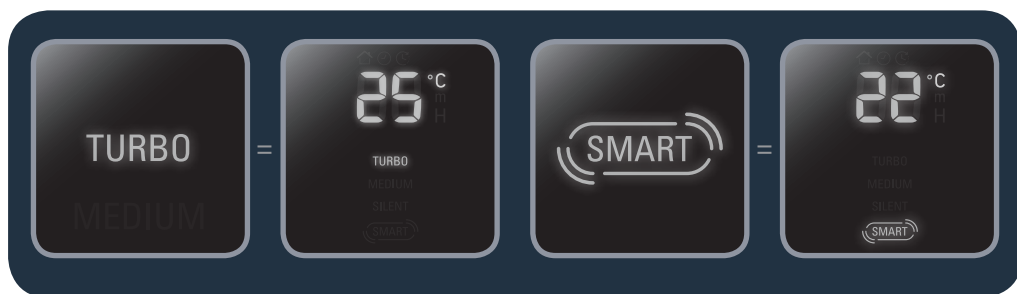 TURBO
MEDIUM
=
25 °C
m
H
TURBO
MEDIUM
SILENT
SMART
SMART
=
22 °C
m
H
TURBO
MEDIUM
SILENT
SMART